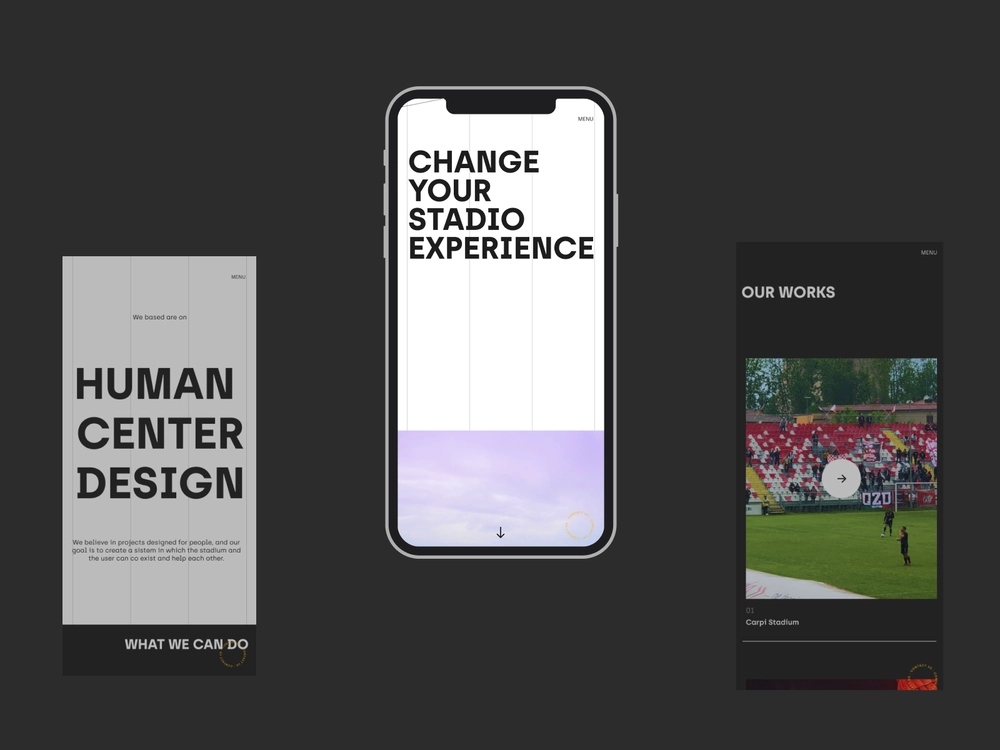 MENU
We based are on
HUMAN
CENTER
DESIGN
We believe in projects designed for people, and our
goal is to create a sistem in which the stadium and
the user can co exist and help each other.
WHAT WE CAN DO
MENU
CHANGE
YOUR
STADIO
EXPERIENCE
MENU
OUR WORKS
OZD
01
Carpi Stadium